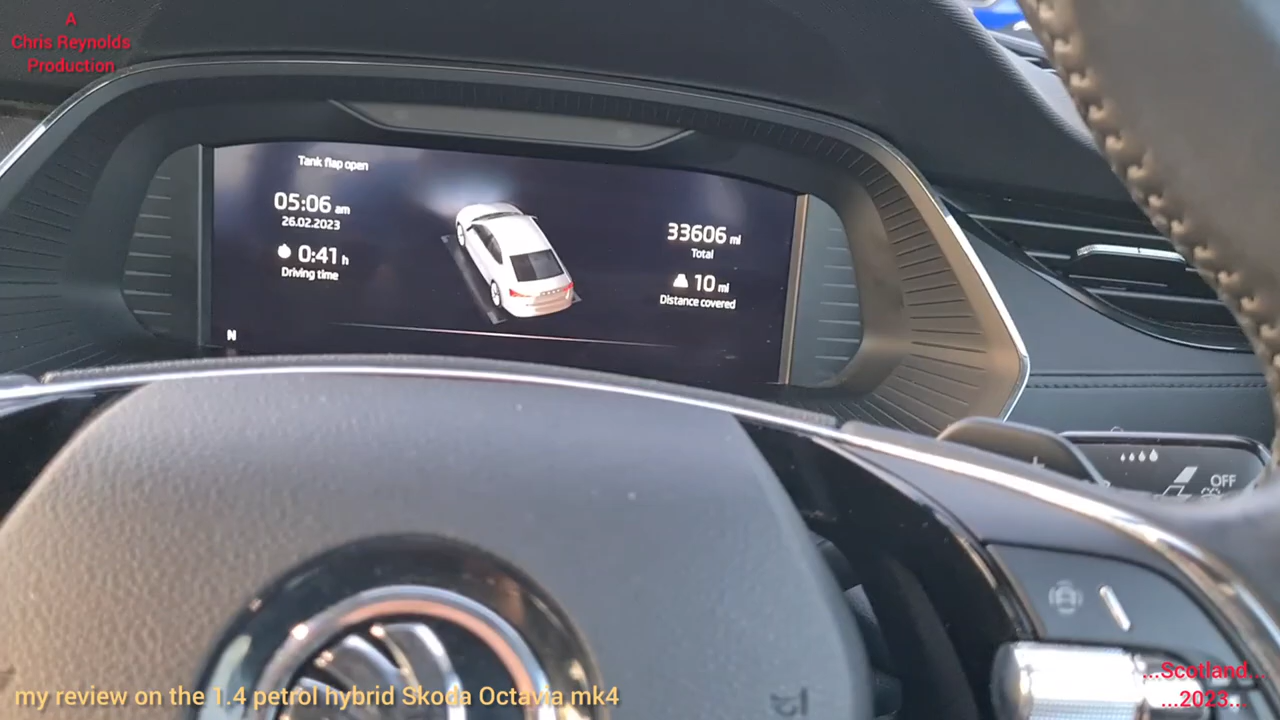 A
Chris Reynolds
Production
Tank flap open
05:06 am
26.02.2023
0:41 h
Driving time
N
33606 mi
Total
10 mi
Distance covered
OFF
my review on the 1.4 petrol hybrid Skoda Octavia mk4
...Scotland...
...2023...